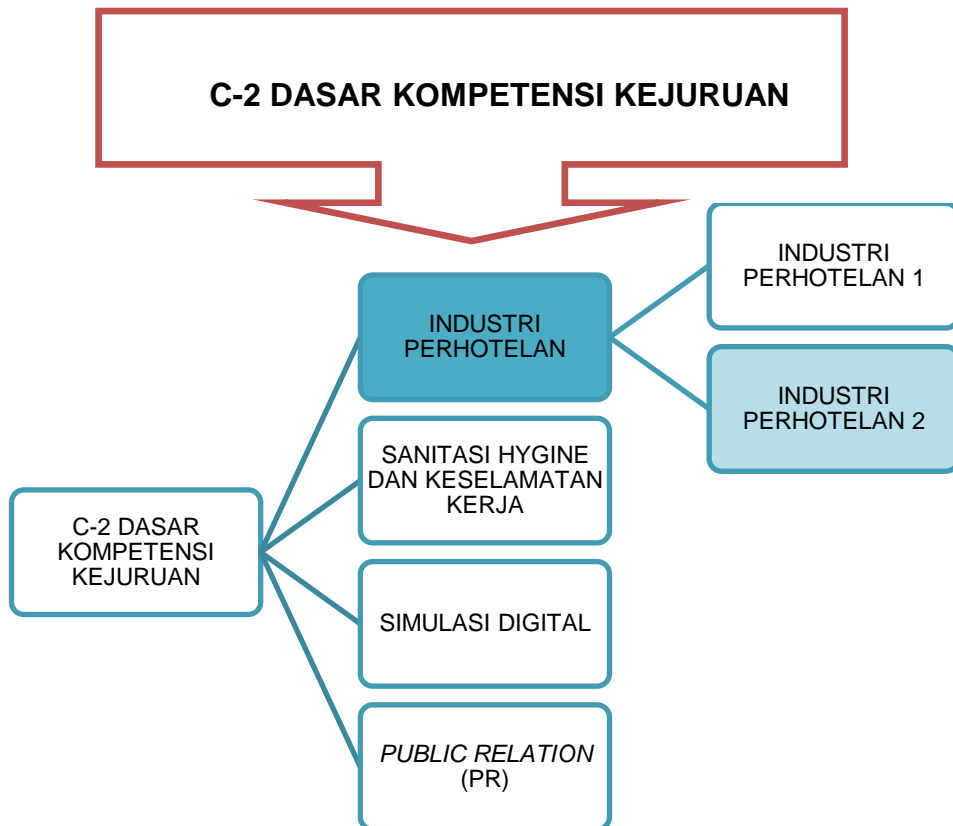 C-2 DASAR KOMPETENSI KEJURUAN
INDUSTRI
PERHOTELAN 1
INDUSTRI
PERHOTELAN
INDUSTRI
PERHOTELAN 2
SANITASI HYGINE
DAN KESELAMATAN
KERJA
C-2 DASAR
KOMPETENSI
KEJURUAN
SIMULASI DIGITAL
PUBLIC RELATION
(PR)